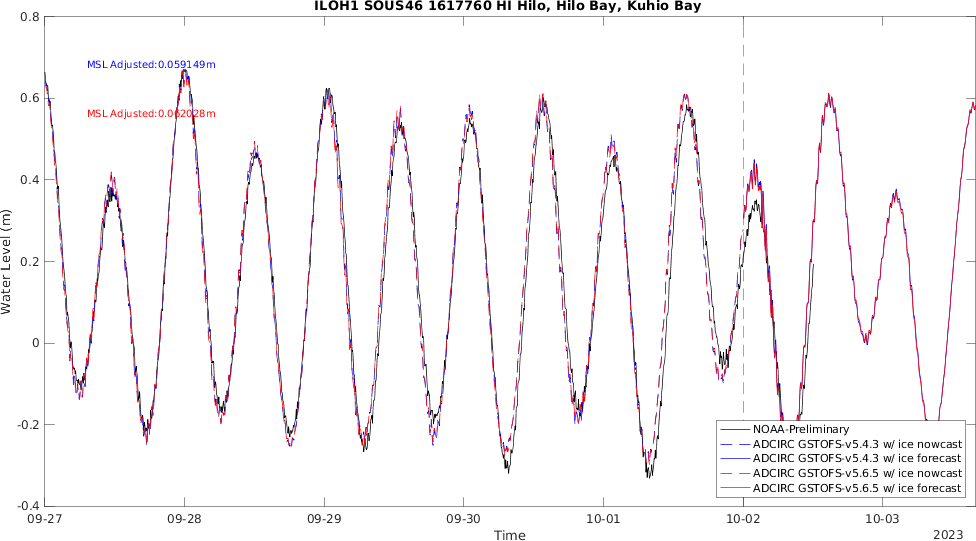 ILOH1 SOUS46 1617760 HI Hilo, Hilo Bay, Kuhio Bay
0.8
MSL Adjusted:0.059149m
0.6
MSL Adjusted:0.062028m
0.4
Water Level (m)
0.2
0
-0.2
NOAA-Preliminary
ADCIRC GSTOFS-v5.4.3 w/ ice nowcast
ADCIRC GSTOFS-v5.4.3 w/ ice forecast
ADCIRC GSTOFS-v5.6.5 w/ ice nowcast
ADCIRC GSTOFS-v5.6.5 w/ ice forecast
-0.4
09-27 09-28 09-29 09-30 10-01 10-02 10-03
Time
2023